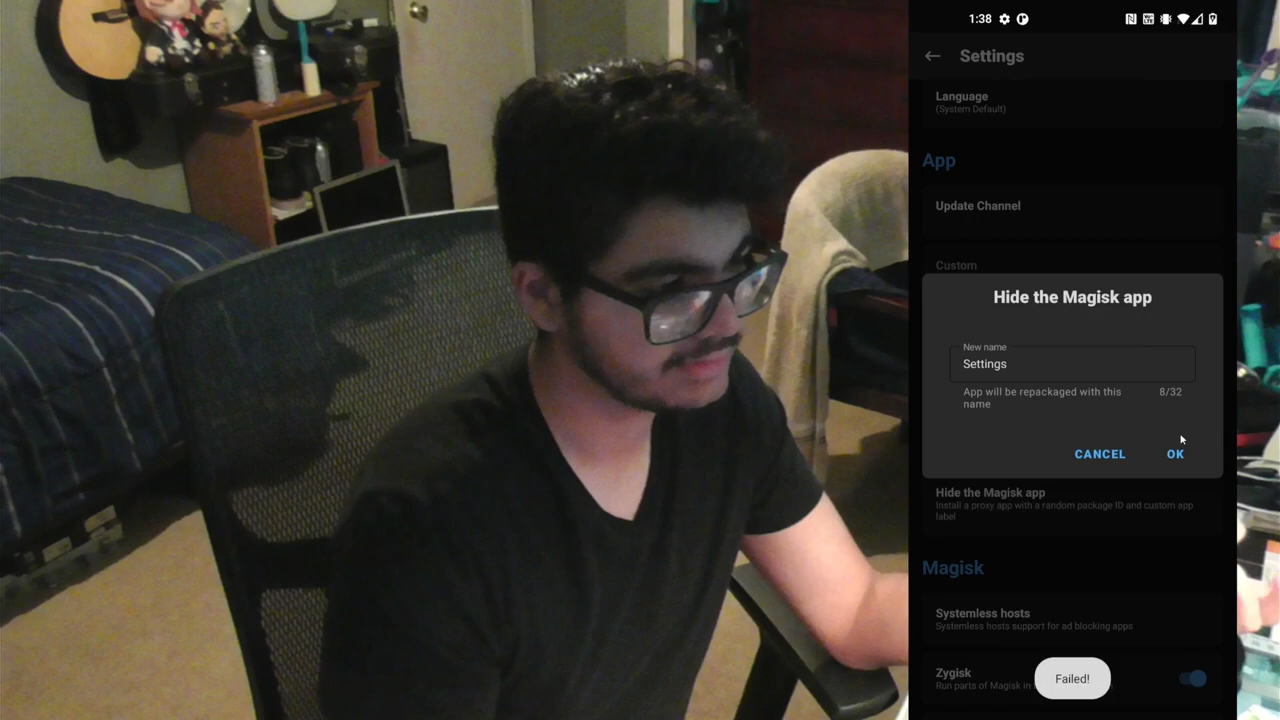 1:38
Settings
Language
(System Default)
App
Update Channel
Custom
Hide the Magisk app
New name
Settings
App will be repackaged with this
name
8/32
CANCEL
OK
Hide the Magisk app
Install a proxy app with a random package ID and custom app
label
Magisk
Systemless hosts
Systemless hosts support for ad blocking apps
Zygisk
Run parts of Magisk in
Failed!